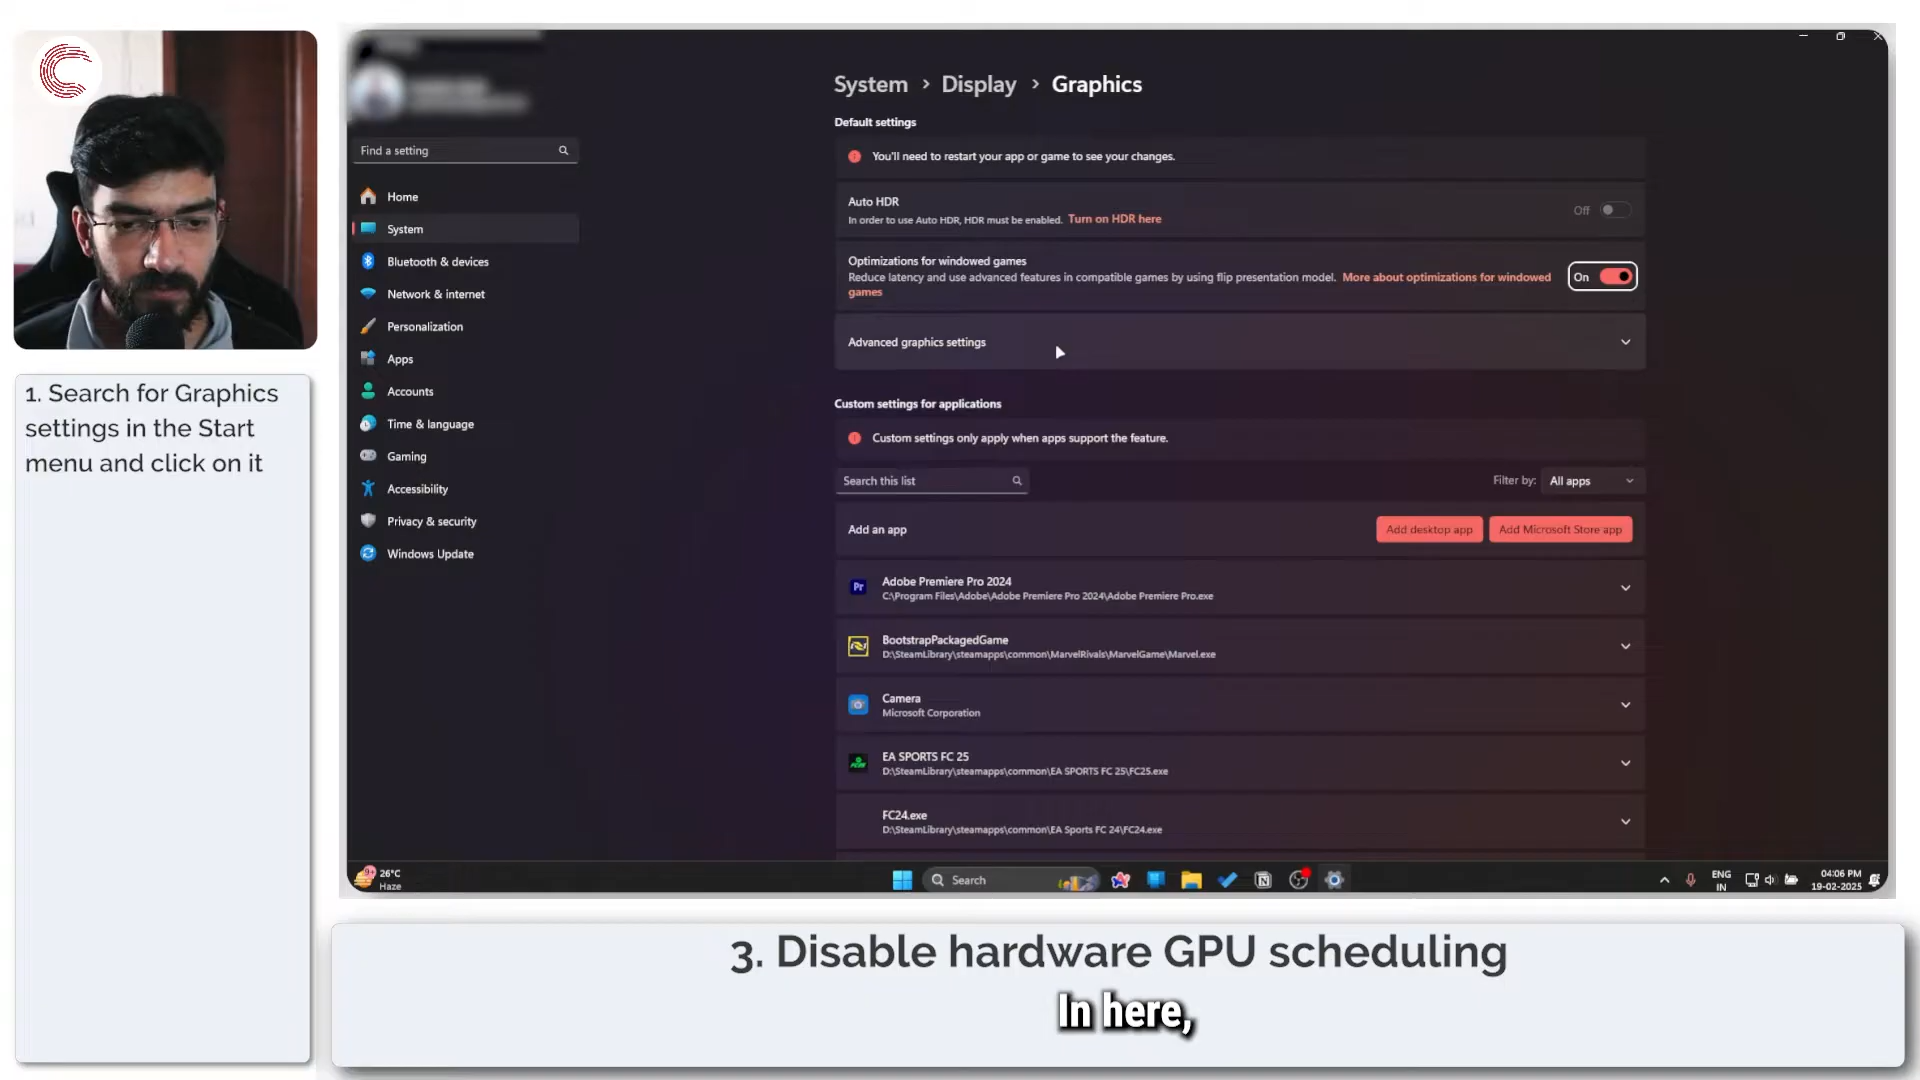 1. Search for Graphics
settings in the Start
menu and click on it
Find a setting
Home
System
Bluetooth & devices
Network & internet
Personalization
Apps
Accounts
Time & language
Gaming
Accessibility
Privacy & security
Windows Update
System > Display > Graphics
Default settings
You'll need to restart your app or game to see your changes.
Auto HDR
In order to use Auto HDR, HDR must be enabled. Turn on HDR here
Off
Optimizations for windowed games
Reduce latency and use advanced features in compatible games by using flip presentation model. More about optimizations for windowed
games
On
Advanced graphics settings
Custom settings for applications
Custom settings only apply when apps support the feature.
Search this list
Filter by: All apps
Add an app
Add desktop app
Add Microsoft Store app
Adobe Premiere Pro 2024
C:\Program Files\Adobe\Adobe Premiere Pro 2024\Adobe Premiere Pro.exe
BootstrapPackagedGame
D:\SteamLibrary\steamapps\common\MarvelRivals\MarvelGame\Marvel.exe
Camera
Microsoft Corporation
EA SPORTS FC 25
D:\SteamLibrary\steamapps\common\EA SPORTS FC 25\FC25.exe
FC24.exe
D:\SteamLibrary\steamapps\common\EA Sports FC 24\FC24.exe
26°C
Haze
Search
ENG
IN
04:06 PM
19-02-2025
3. Disable hardware GPU scheduling
In here,